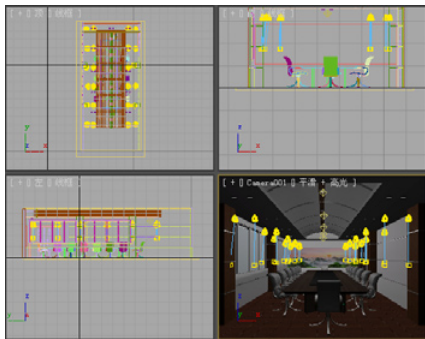 [ + [] 顶 [] 线框 ]
[ + [] 前 [] 线框 ]
[ + [] 左 [] 线框 ]
[ + [] Camera001 [] 平滑 + 高光 ]